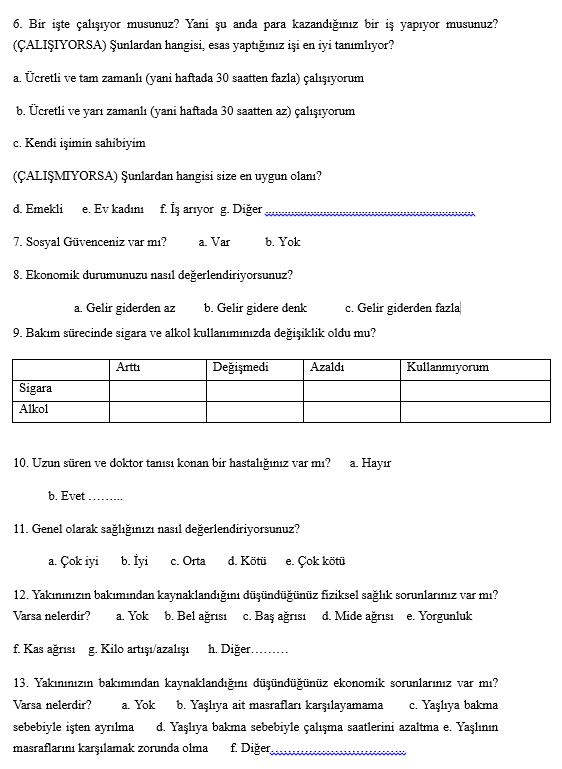 6. Bir işte çalışıyor musunuz? Yani şu anda para kazandığınız bir iş yapıyor musunuz?
(ÇALIŞIYORSA) Şunlardan hangisi, esas yaptığınız işi en iyi tanımlıyor?
a. Ücretli ve tam zamanlı (yani haftada 30 saatten fazla) çalışıyorum
b. Ücretli ve yarı zamanlı (yani haftada 30 saatten az) çalışıyorum
c. Kendi işimin sahibiyim
(ÇALIŞMIYORSA) Şunlardan hangisi size en uygun olanı?
d. Emekli e. Ev kadını f. İş arıyor g. Diğer ..............................................................
7. Sosyal Güvenceniz var mı? a. Var b. Yok
8. Ekonomik durumunuzu nasıl değerlendiriyorsunuz?
a. Gelir giderden az b. Gelir gidere denk c. Gelir giderden fazla
9. Bakım sürecinde sigara ve alkol kullanımınızda değişiklik oldu mu?
Arttı Değişmedi Azaldı Kullanmıyorum
Sigara
Alkol
10. Uzun süren ve doktor tanısı konan bir hastalığınız var mı? a. Hayır
b. Evet ………
11. Genel olarak sağlığınızı nasıl değerlendiriyorsunuz?
a. Çok iyi b. İyi c. Orta d. Kötü e. Çok kötü
12. Yakınınızın bakımından kaynaklandığını düşündüğünüz fiziksel sağlık sorunlarınız var mı?
Varsa nelerdir? a. Yok b. Bel ağrısı c. Baş ağrısı d. Mide ağrısı e. Yorgunluk
f. Kas ağrısı g. Kilo artışı/azalışı h. Diğer………
13. Yakınınızın bakımından kaynaklandığını düşündüğünüz ekonomik sorunlarınız var mı?
Varsa nelerdir? a. Yok b. Yaşlıya ait masrafları karşılayamama c. Yaşlıya bakma
sebebiyle işten ayrılma d. Yaşlıya bakma sebebiyle çalışma saatlerini azaltma e. Yaşlının
masraflarını karşılamak zorunda olma f. Diğer........................................